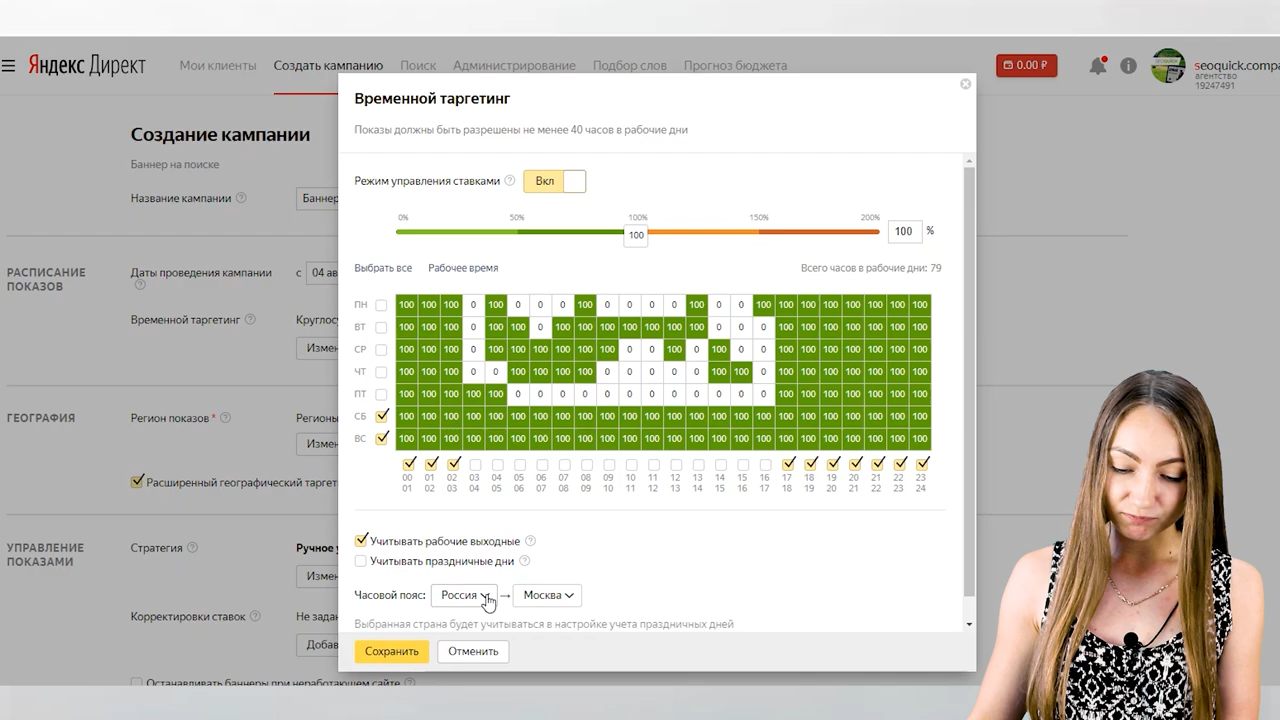 Яндекс Директ
Мои клиенты Создать кампанию Поиск Администрирование Подбор слов Прогноз бюджета
0.00 ₽
seoquick.compa
агентство
19247491
Создание кампании
Баннер на поиске
Название кампании
Баннер
РАСПИСАНИЕ
ПОКАЗОВ
Даты проведения кампании
с 04 ав
Временной таргетинг
Круглосу
Измен
ГЕОГРАФИЯ
Регион показов *
Регионы
Измен
Расширенный географический таргет
УПРАВЛЕНИЕ
ПОКАЗАМИ
Стратегия
Ручное у
Измен
Корректировки ставок
Не задан
Добав
Останавливать баннеры при неработающем сайте
Временной таргетинг
Показы должны быть разрешены не менее 40 часов в рабочие дни
Режим управления ставками Вкл
0% 50% 100% 150% 200%
100
100 %
Выбрать все Рабочее время Всего часов в рабочие дни: 79
ПН 100 100 100 0 100 0 0 0 100 0 0 0 0 100 0 0 100 100 100 100 100 100 100 100
ВТ 100 100 100 0 100 100 0 100 100 100 100 100 100 100 0 0 0 100 100 100 100 100 100 100
СР 100 100 100 0 100 100 100 100 100 100 0 0 100 0 100 0 0 100 100 100 100 100 100 100
ЧТ 100 100 100 0 0 100 100 100 100 0 0 0 0 0 100 100 0 100 100 100 100 100 100 100
ПТ 100 100 100 100 100 0 0 0 0 0 0 0 0 0 0 0 0 100 100 100 100 100 100 100
СБ 100 100 100 100 100 100 100 100 100 100 100 100 100 100 100 100 100 100 100 100 100 100 100 100
ВС 100 100 100 100 100 100 100 100 100 100 100 100 100 100 100 100 100 100 100 100 100 100 100 100
00 01 02 03 04 05 06 07 08 09 10 11 12 13 14 15 16 17 18 19 20 21 22 23
01 02 03 04 05 06 07 08 09 10 11 12 13 14 15 16 17 18 19 20 21 22 23 24
Учитывать рабочие выходные
Учитывать праздничные дни
Часовой пояс: Россия → Москва
Выбранная страна будет учитываться в настройке учета праздничных дней
Сохранить Отменить